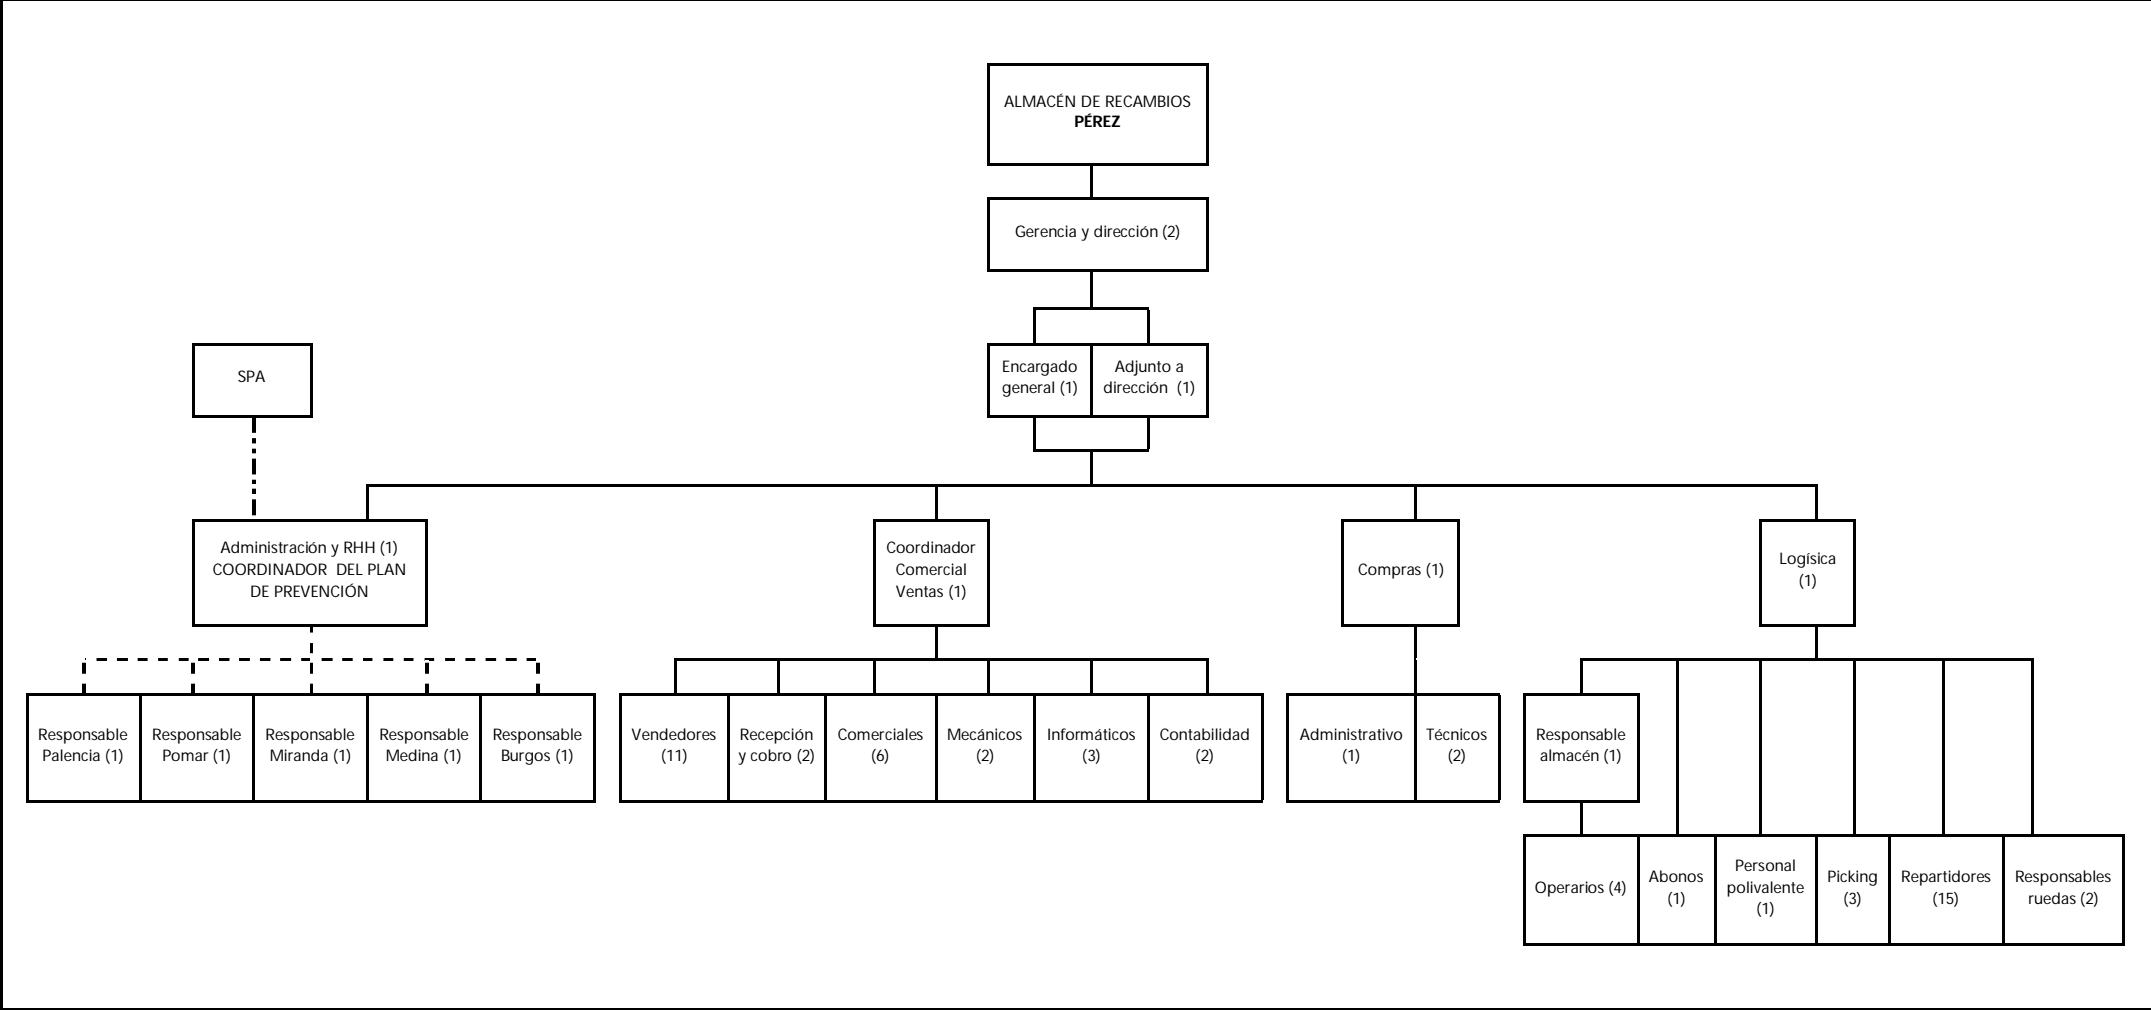 ALMACÉN DE RECAMBIOS
PÉREZ
Gerencia y dirección (2)
Encargado
general (1)
Adjunto a
dirección (1)
SPA
Administración y RHH (1)
COORDINADOR DEL PLAN
DE PREVENCIÓN
Coordinador
Comercial
Ventas (1)
Compras (1)
Logísica
(1)
Responsable
Palencia (1)
Responsable
Pomar (1)
Responsable
Miranda (1)
Responsable
Medina (1)
Responsable
Burgos (1)
Vendedores
(11)
Recepción
y cobro (2)
Comerciales
(6)
Mecánicos
(2)
Informáticos
(3)
Contabilidad
(2)
Administrativo
(1)
Técnicos
(2)
Responsable
almacén (1)
Operarios (4)
Abonos
(1)
Personal
polivalente
(1)
Picking
(3)
Repartidores
(15)
Responsables
ruedas (2)